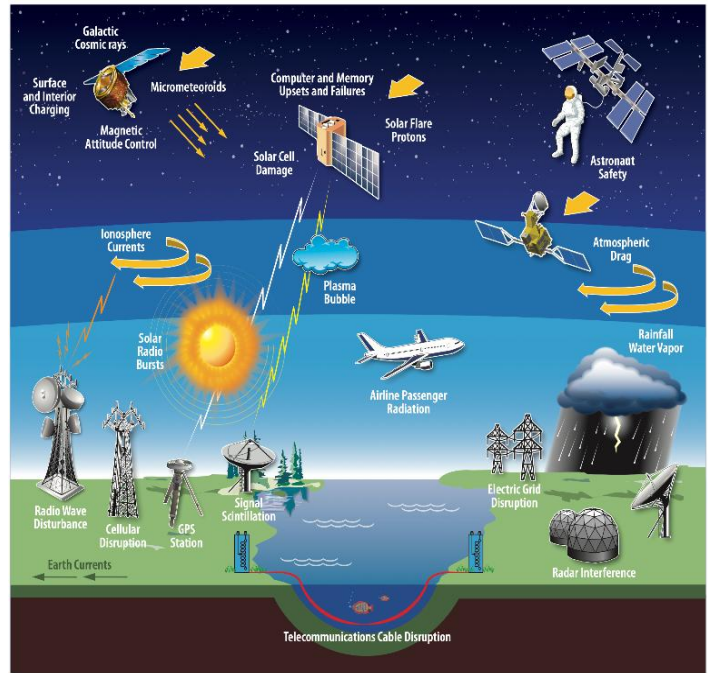 Galactic
Cosmic rays
Surface
and Interior
Charging
Micrometeoroids
Magnetic
Attitude Control
Computer and Memory
Upsets and Failures
Solar Flare
Protons
Solar Cell
Damage
Astronant
Safety
Ionosphere
Currents
Plasma
Bubble
Atmospheric
Drag
Solar
Radio
Bursts
Airline Passenger
Radiation
Rainfall
Water Vapor
Radio Wave
Disturbance
Cellular
Disruption
GPS
Station
Signal
Scintillation
Electric Grid
Disruption
Radar Interference
Earth Currents
Telecommunications Cable Disruption